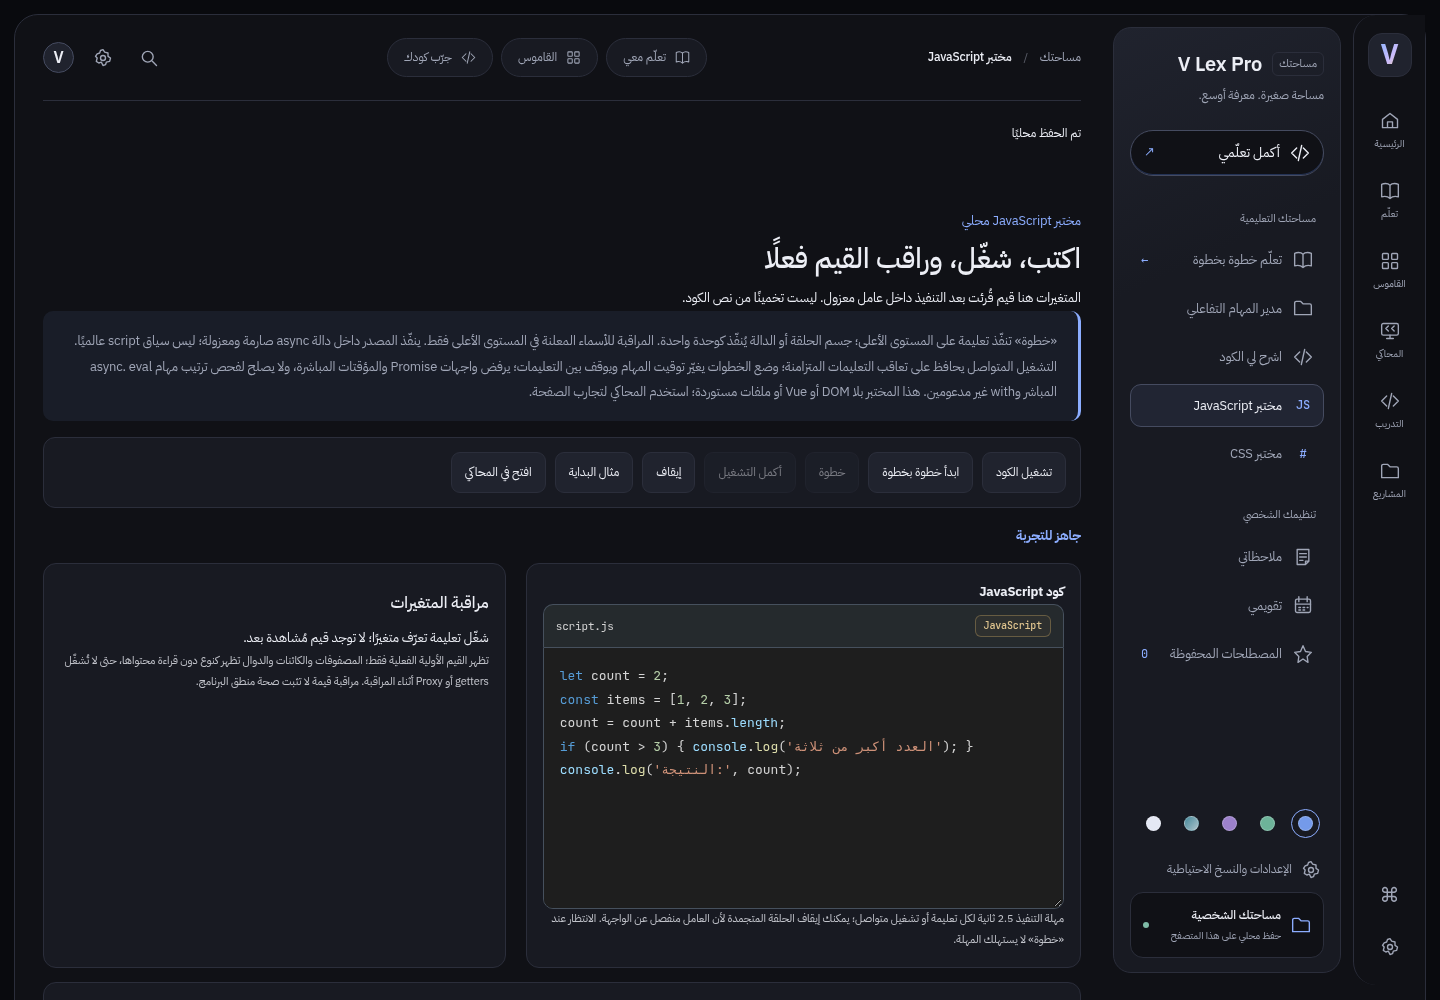 V
الرئيسية
تعلّم
القاموس
المحاكي
التدريب
المشاريع
مساحتك
V Lex Pro
مساحة صغيرة. معرفة أوسع.
أكمل تعلّمي ↗
مساحتك التعليمية
تعلّم خطوة بخطوة ←
مدير المهام التفاعلي
اشرح لي الكود
JS مختبر JavaScript
# مختبر CSS
تنظيمك الشخصي
ملاحظاتي
تقويمي
المصطلحات المحفوظة 0
الإعدادات والنسخ الاحتياطية
مساحتك الشخصية
حفظ محلي على هذا المتصفح
مساحتك / مختبر JavaScript
تعلّم معي
القاموس
جرّب كودك
V
تم الحفظ محليًا
مختبر JavaScript محلي
اكتب، شغّل، وراقب القيم فعلًا
المتغيرات هنا قيم قُرئت بعد التنفيذ داخل عامل معزول. ليست تخمينًا من نص الكود.
«خطوة» تنفّذ تعليمة على المستوى الأعلى؛ جسم الحلقة أو الدالة يُنفّذ كوحدة واحدة. المراقبة للأسماء المعلنة في المستوى الأعلى فقط. ينفّذ المصدر داخل دالة async صارمة ومعزولة؛ ليس سياق script عالميًا.
التشغيل المتواصل يحافظ على تعاقب التعليمات المتزامنة؛ وضع الخطوات يغيّر توقيت المهام ويوقف بين التعليمات؛ يرفض واجهات Promise والمؤقتات المباشرة، ولا يصلح لفحص ترتيب مهام async. eval
المباشر وwith غير مدعومين. هذا المختبر بلا DOM أو Vue أو ملفات مستوردة؛ استخدم المحاكي لتجارب الصفحة.
تشغيل الكود
ابدأ خطوة بخطوة
خطوة
أكمل التشغيل
إيقاف
مثال البداية
افتح في المحاكي
جاهز للتجربة
كود JavaScript
JavaScript
script.js
let count = 2;
const items = [1, 2, 3];
count = count + items.length;
if (count > 3) { console.log('العدد أكبر من ثلاثة'); }
console.log('النتيجة:', count);
مهلة التنفيذ 2.5 ثانية لكل تعليمة أو تشغيل متواصل؛ يمكنك إيقاف الحلقة المتجمدة لأن العامل منفصل عن الواجهة. الانتظار عند
«خطوة» لا يستهلك المهلة.
مراقبة المتغيرات
شغّل تعليمة تعرّف متغيرًا؛ لا توجد قيم مُشاهدة بعد.
تظهر القيم الأولية الفعلية فقط؛ المصفوفات والكائنات والدوال تظهر كنوع دون قراءة محتواها، حتى لا تُشغّل
getters أو Proxy أثناء المراقبة. مراقبة قيمة لا تثبت صحة منطق البرنامج.